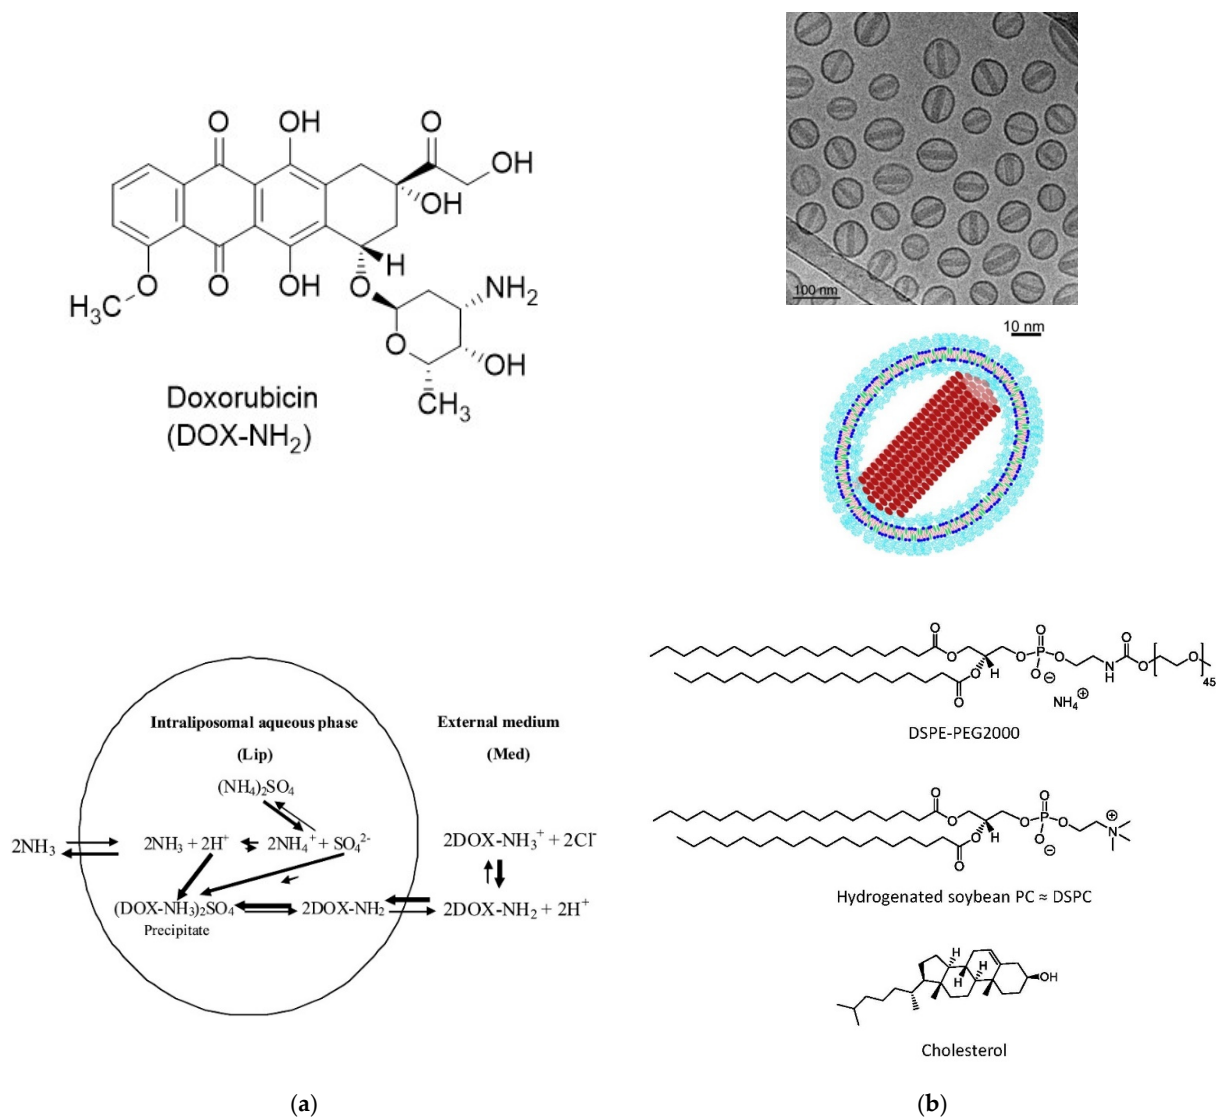 O
OH
O
OH
OH
O
O
OH
H
O
NH2
H3C
O
OH
CH3
Doxorubicin
(DOX-NH2)
100 nm
10 nm
Intraliposomal aqueous phase
(Lip)
External medium
(Med)
(NH4)2SO4
2NH3
2NH3 + 2H+
2NH4+ + SO42-
2DOX-NH3+ + 2Cl-
(DOX-NH3)2SO4
2DOX-NH2
2DOX-NH2 + 2H+
Precipitate
O
O
O
O
O
P
O
O
N
H
O
O
O
45
H
O⊖
NH4⊕
O
DSPE-PEG2000
O
O
O
O
P
O
O
H
O⊖
N⊕
O
Hydrogenated soybean PC ≈ DSPC
H
H
H
OH
Cholesterol
(a)
(b)